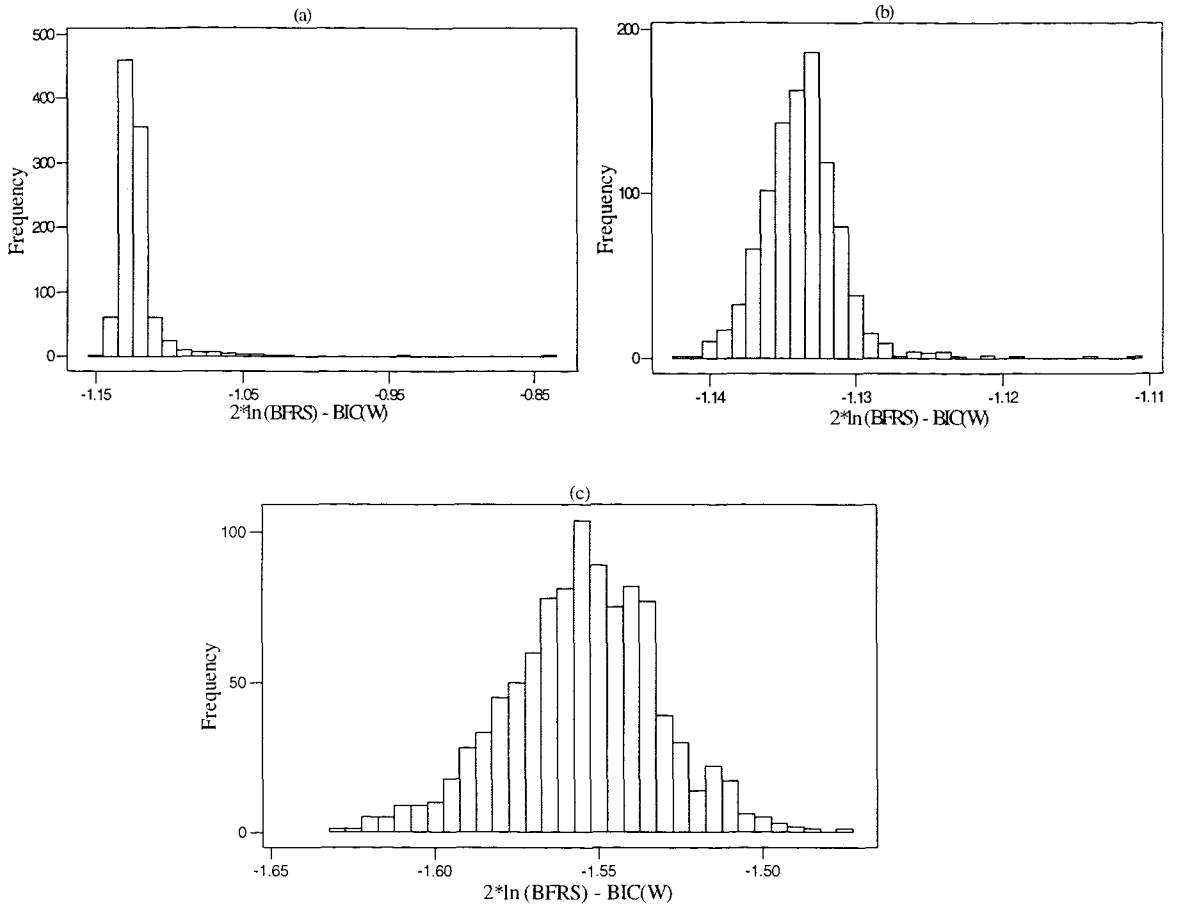 (a)
500
400
300
200
100
0
Frequency
-1.15
-1.05
-0.95
-0.85
2*ln (BFRS) - BIC(W)
(b)
200
100
0
Frequency
-1.14
-1.13
-1.12
-1.11
2*ln (BFRS) - BIC(W)
(c)
100
50
0
Frequency
-1.65
-1.60
-1.55
-1.50
2*ln (BFRS) - BIC(W)